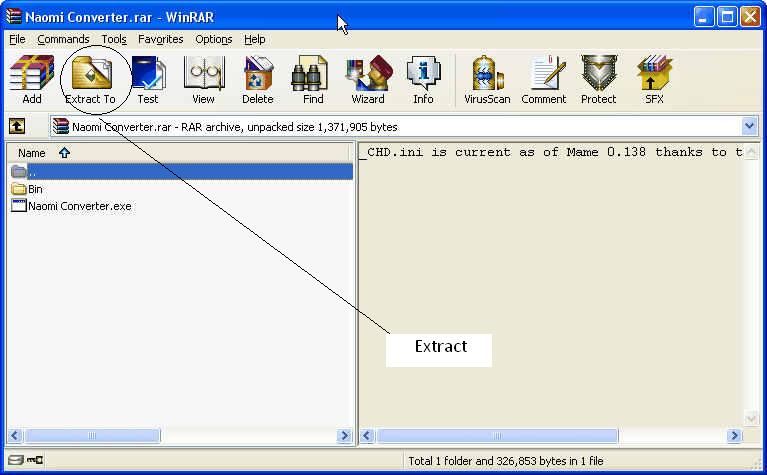 Naomi Converter.rar - WinRAR
File Commands Tools Favorites Options Help
Add Extract To Test View Delete Find Wizard Info VirusScan Comment Protect SFX
Naomi Converter.rar - RAR archive, unpacked size 1,371,905 bytes
Name
_CHD.ini is current as of Mame 0.138 thanks to t
..
Bin
Naomi Converter.exe
Extract
Total 1 folder and 326,853 bytes in 1 file